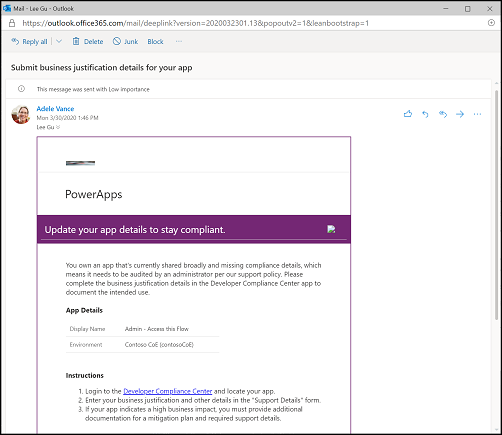 Mail - Lee Gu - Outlook
https://outlook.office365.com/mail/deeplink?version=2020032301.13&popoutv2=1&leanbootstrap=1
Reply all Delete Junk Block ...
Submit business justification details for your app
This message was sent with Low importance
Adele Vance
Mon 3/30/2020 1:46 PM
Lee Gu
PowerApps
Update your app details to stay compliant.
You own an app that's currently shared broadly and missing compliance details, which
means it needs to be audited by an administrator per our support policy. Please
complete the business justification details in the Developer Compliance Center app to
document the intended use.
App Details
Display Name Admin - Access this Flow
Environment Contoso CoE (contosoCoE)
Instructions
1. Login to the Developer Compliance Center and locate your app.
2. Enter your business justification and other details in the "Support Details" form.
3. If your app indicates a high business impact, you must provide additional
documentation for a mitigation plan and required support details.